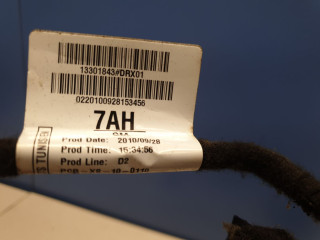 13301843#DRX01
0220100928153456
7AH
Prod Date: 2010/09/28
Prod Time: 15:34:56
Prod Line: D2